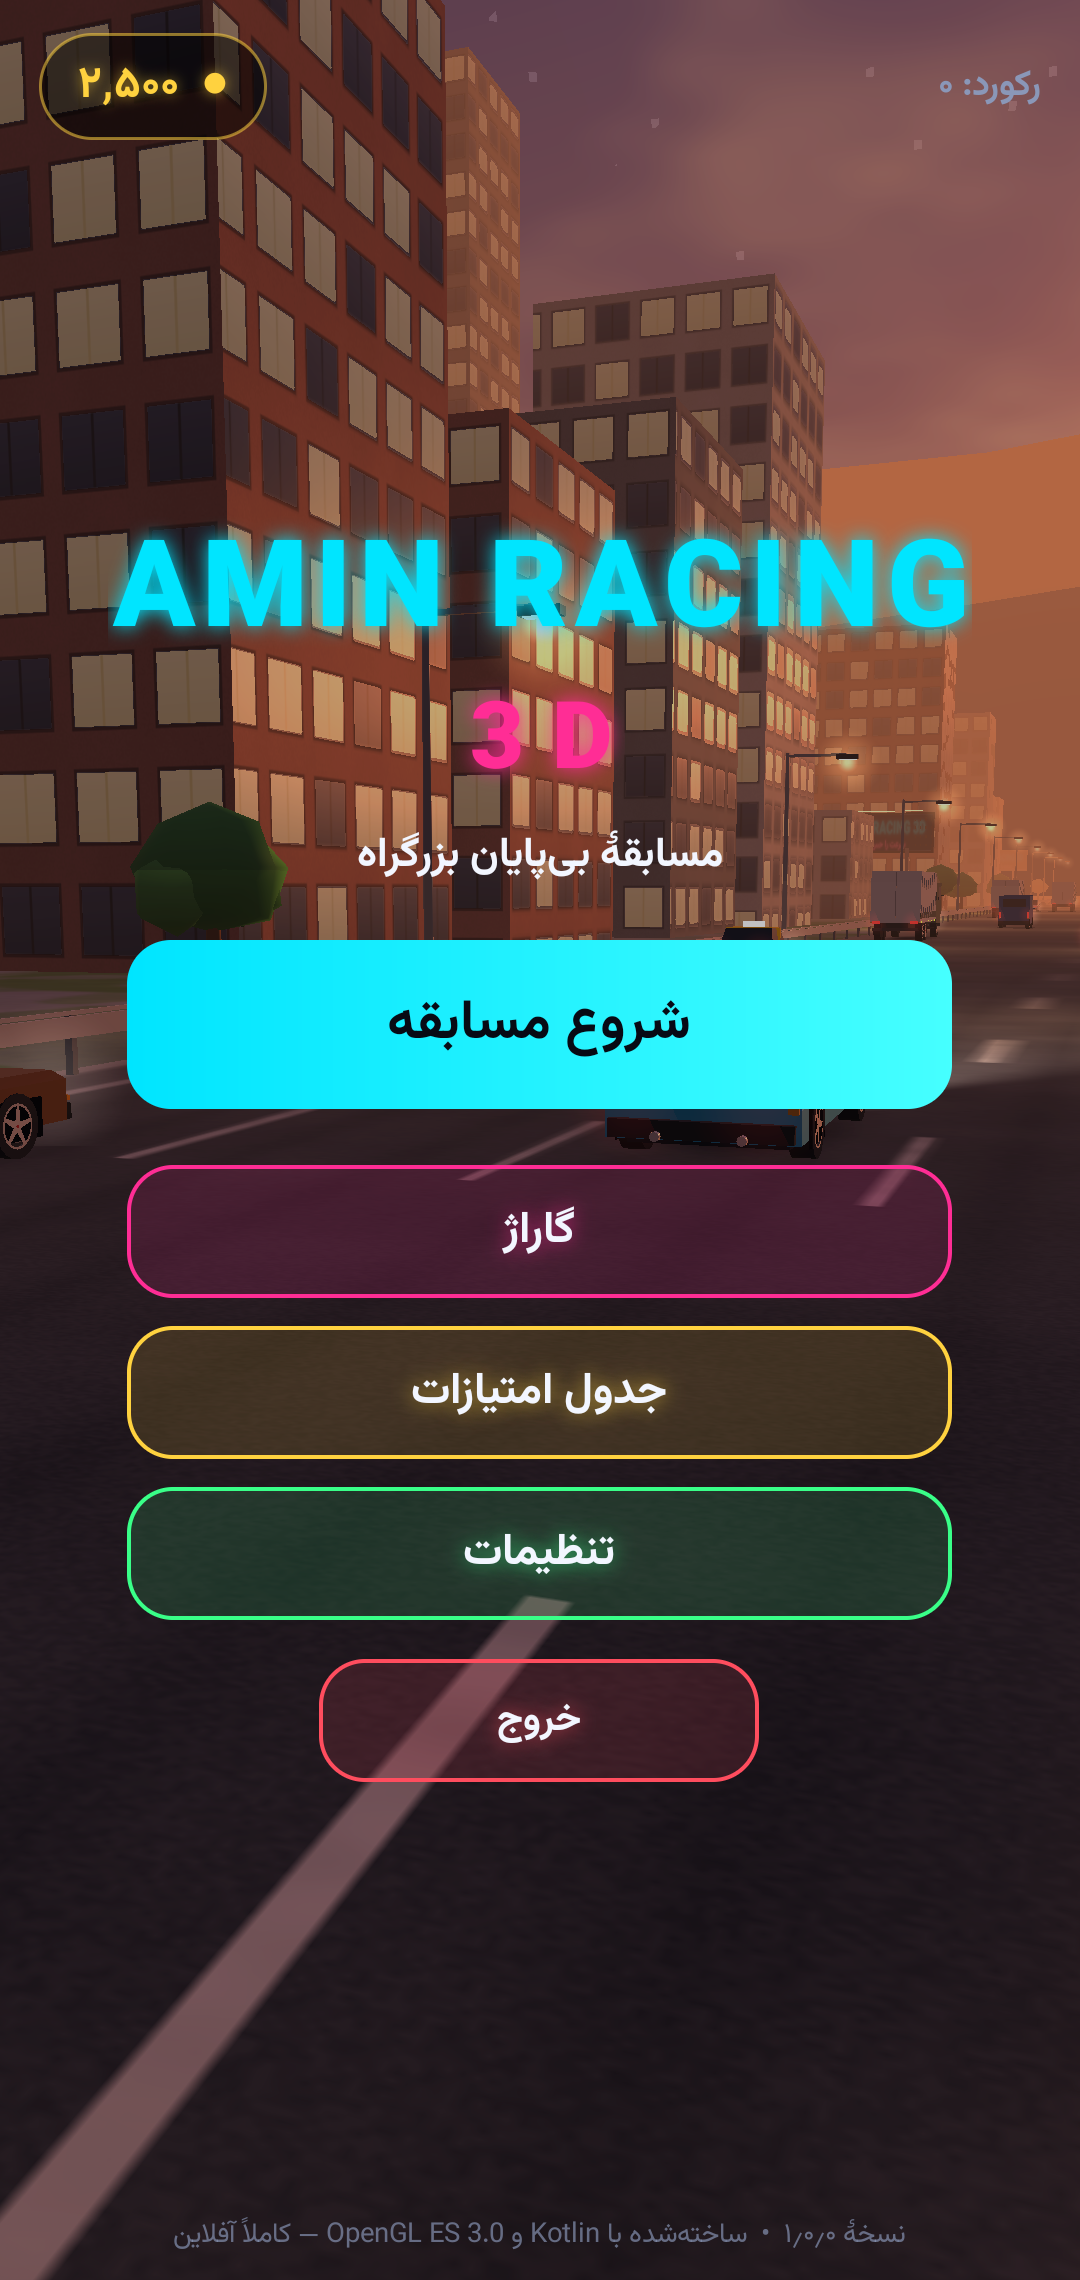 رکورد: ۰
۲,۵۰۰
AMIN RACING
3D
مسابقهٔ بی‌پایان بزرگراه
شروع مسابقه
گاراژ
جدول امتیازات
تنظیمات
خروج
نسخهٔ ۱٫۰٫۰ • ساخته‌شده با Kotlin و OpenGL ES 3.0 — کاملاً آفلاین